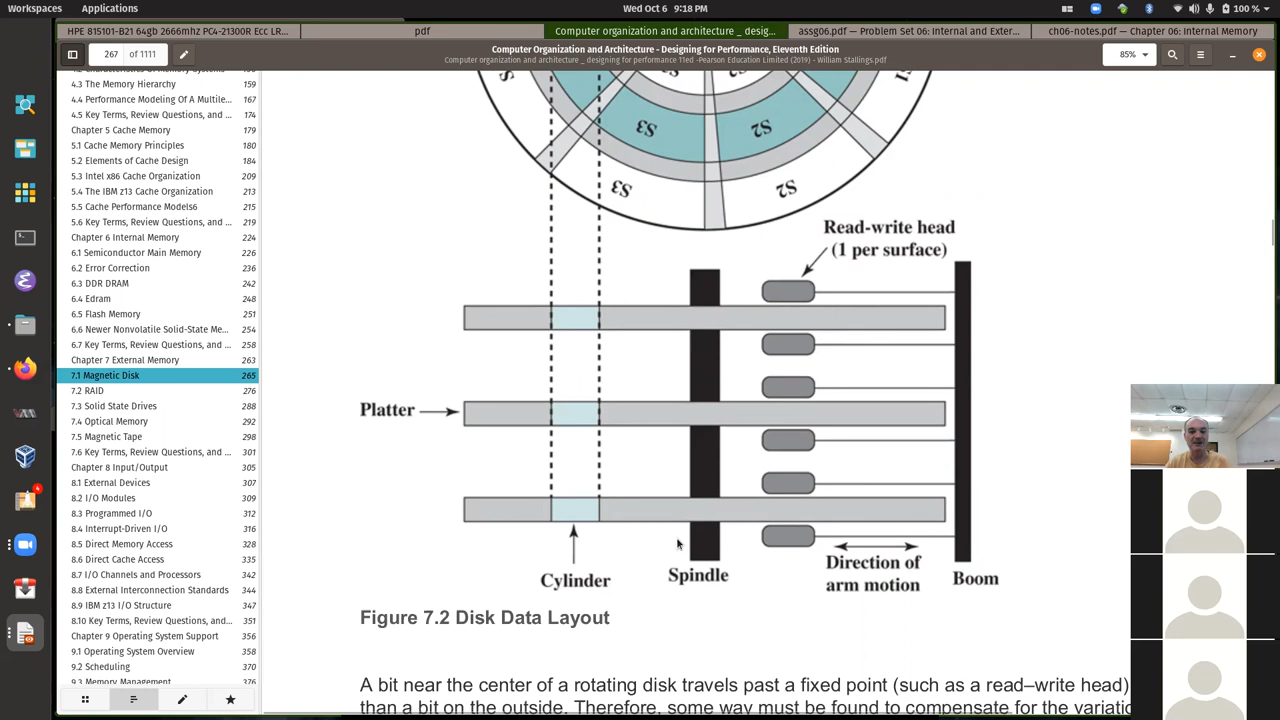 Workspaces
Applications
Wed Oct 6 9:18 PM
100 %
HPE 815101-B21 64gb 2666mhz PC4-21300R Ecc LR...
pdf
Computer organization and architecture _ desig...
assg06.pdf — Problem Set 06: Internal and Exter...
ch06-notes.pdf — Chapter 06: Internal Memory
267 of 1111
Computer Organization and Architecture - Designing for Performance, Eleventh Edition
Computer organization and architecture _ designing for performance 11ed -Pearson Education Limited (2019) - William Stallings.pdf
85%
4.3 The Memory Hierarchy 159
4.4 Performance Modeling Of A Multile... 167
4.5 Key Terms, Review Questions, and ... 174
Chapter 5 Cache Memory 179
5.1 Cache Memory Principles 180
5.2 Elements of Cache Design 184
5.3 Intel x86 Cache Organization 209
5.4 The IBM z13 Cache Organization 213
5.5 Cache Performance Models6 215
5.6 Key Terms, Review Questions, and ... 219
Chapter 6 Internal Memory 224
6.1 Semiconductor Main Memory 226
6.2 Error Correction 236
6.3 DDR DRAM 242
6.4 Edram 248
6.5 Flash Memory 251
6.6 Newer Nonvolatile Solid-State Me... 254
6.7 Key Terms, Review Questions, and ... 258
Chapter 7 External Memory 263
7.1 Magnetic Disk 265
7.2 RAID 276
7.3 Solid State Drives 288
7.4 Optical Memory 292
7.5 Magnetic Tape 298
7.6 Key Terms, Review Questions, and ... 301
Chapter 8 Input/Output 305
8.1 External Devices 307
8.2 I/O Modules 309
8.3 Programmed I/O 312
8.4 Interrupt-Driven I/O 316
8.5 Direct Memory Access 328
8.6 Direct Cache Access 335
8.7 I/O Channels and Processors 342
8.8 External Interconnection Standards 344
8.9 IBM z13 I/O Structure 347
8.10 Key Terms, Review Questions, and... 351
Chapter 9 Operating System Support 356
9.1 Operating System Overview 358
9.2 Scheduling 370
9.3 Memory Management 376
4
S3
S2
S3
S2
Read-write head
(1 per surface)
Platter
Cylinder
Spindle
Direction of
arm motion
Boom
Figure 7.2 Disk Data Layout
A bit near the center of a rotating disk travels past a fixed point (such as a read–write head)
than a bit on the outside. Therefore, some way must be found to compensate for the